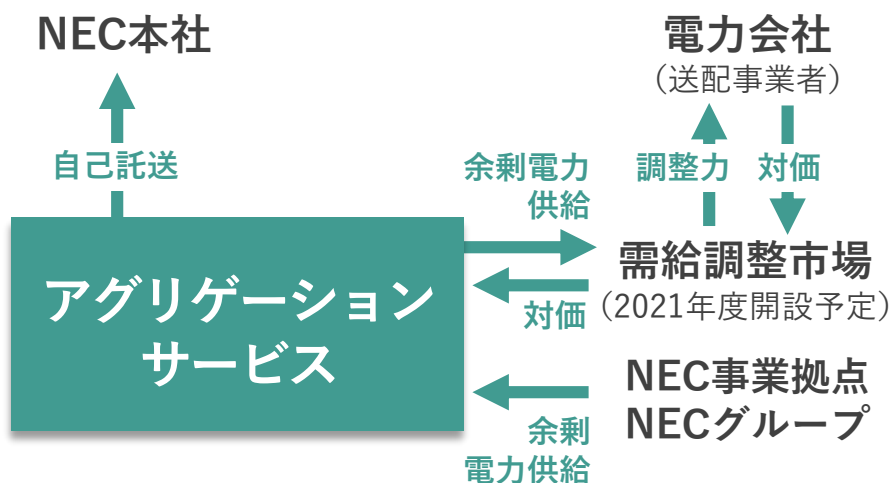 NEC本社
電力会社
（送配事業者）
自己託送
余剰電力
供給
調整力
対価
アグリゲーション
サービス
需給調整市場
（2021年度開設予定）
対価
NEC事業拠点
NECグループ
余剰
電力供給